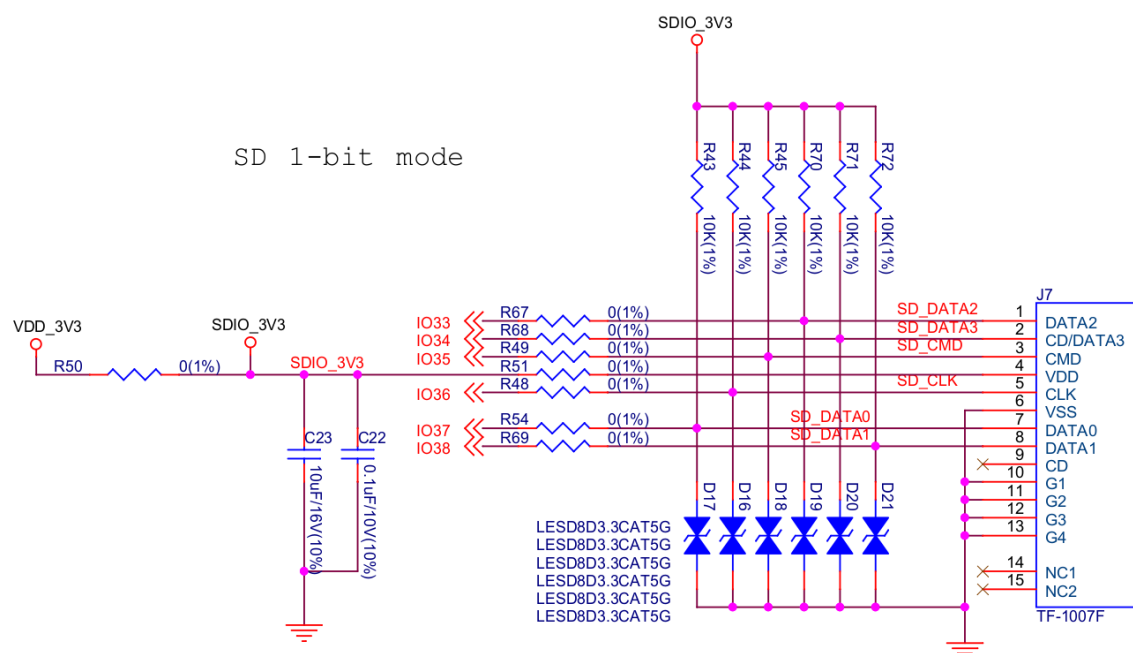 SDIO_3V3
SD 1-bit mode
R43 R44 R45 R70 R71 R72
10K(1%) 10K(1%) 10K(1%) 10K(1%) 10K(1%) 10K(1%)
J7
VDD_3V3
SDIO_3V3
R50 0(1%) SDIO_3V3
IO33 R67 0(1%) SD_DATA2 1 DATA2
IO34 R68 0(1%) SD_DATA3 2 CD/DATA3
IO35 R49 0(1%) SD_CMD 3 CMD
R51 0(1%) 4 VDD
IO36 R48 0(1%) SD_CLK 5 CLK
6 VSS
IO37 R54 0(1%) SD_DATA0 7 DATA0
IO38 R69 0(1%) SD_DATA1 8 DATA1
9 CD
10 G1
11 G2
12 G3
13 G4
14 NC1
15 NC2
TF-1007F
C23 C22
10uF/16V(10%) 0.1uF/10V(10%)
D17 D16 D18 D19 D20 D21
LESD8D3.3CAT5G
LESD8D3.3CAT5G
LESD8D3.3CAT5G
LESD8D3.3CAT5G
LESD8D3.3CAT5G
LESD8D3.3CAT5G